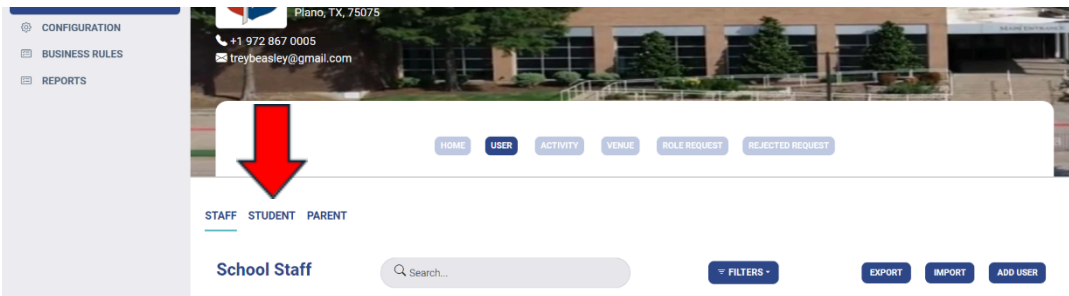 Plano, TX, 75075
CONFIGURATION
+1 972 867 0005
BUSINESS RULES
treybeasley@gmail.com
REPORTS
HOME USER ACTIVITY VENUE ROLE REQUEST REJECTED REQUEST
STAFF STUDENT PARENT
School Staff Search... FILTERS EXPORT IMPORT ADD USER